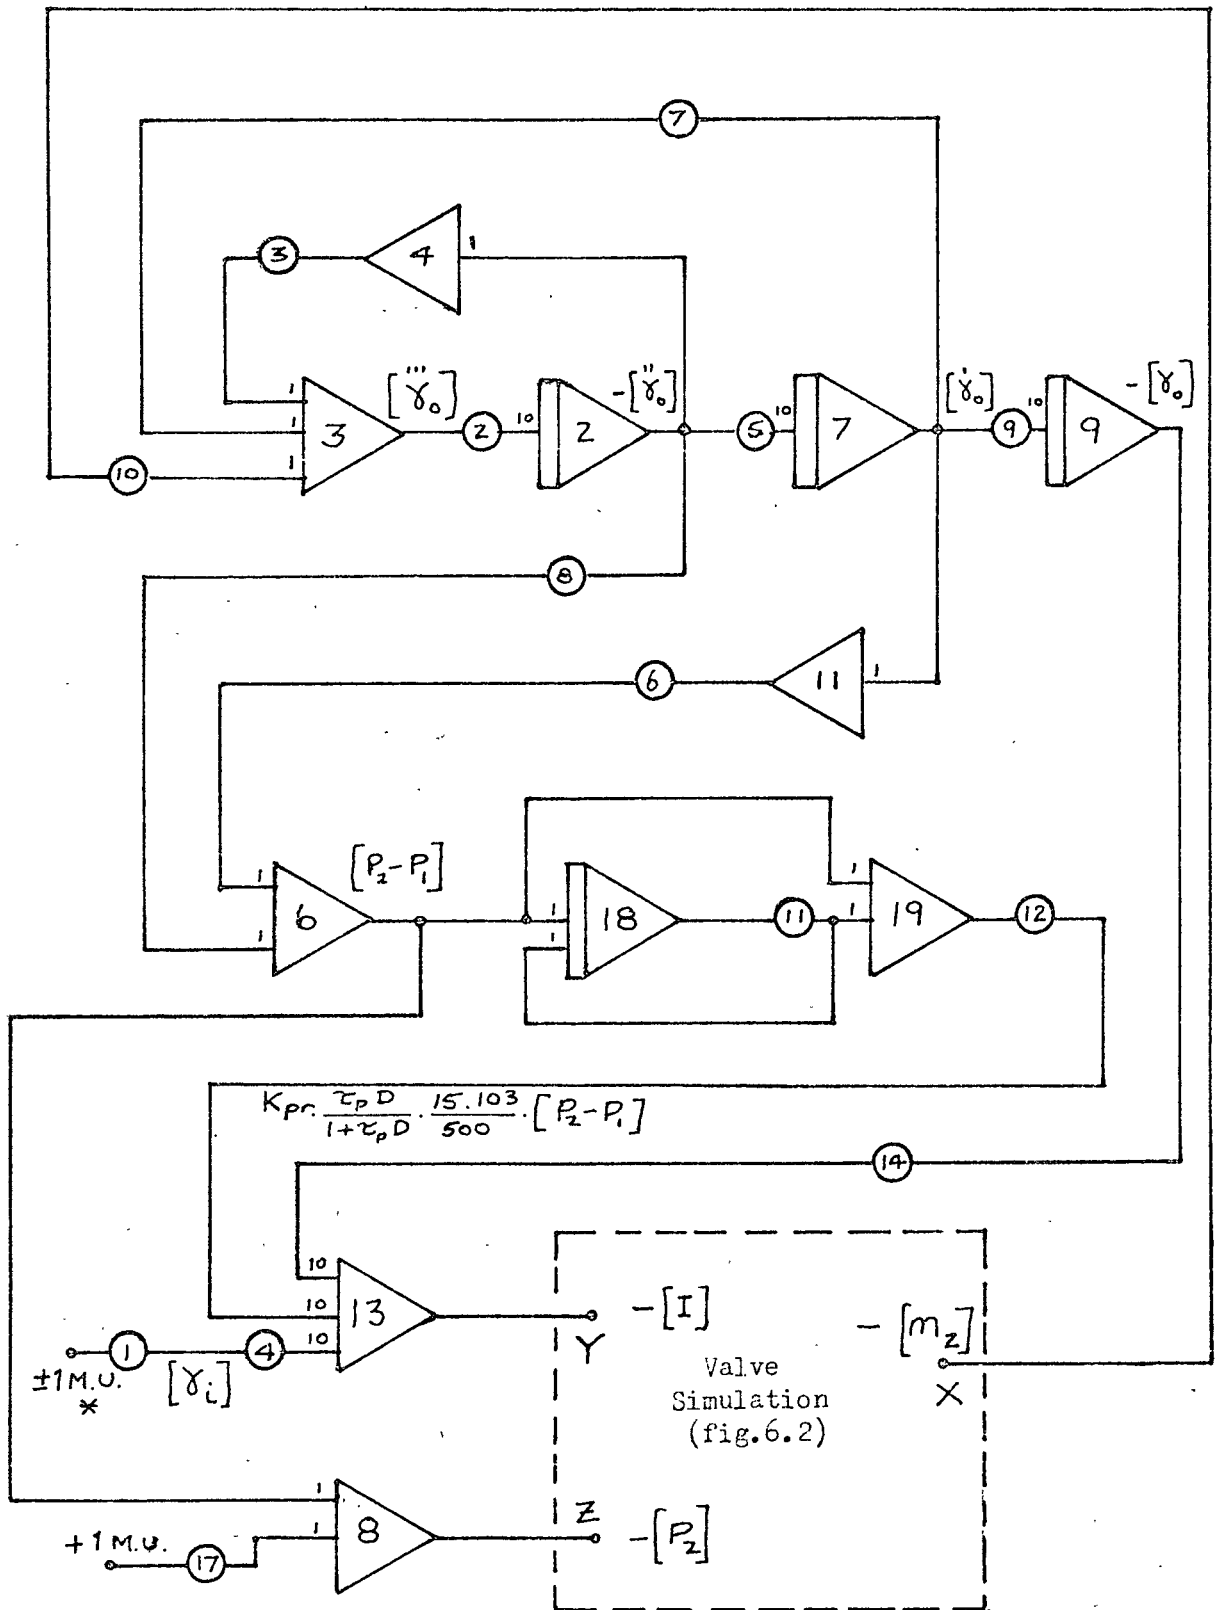 7
3
4
1
[γ⃛₀]
-[γ̈₀]
[γ̇₀]
-[γ₀]
1
1
1
3
2
10
2
5
10
7
9
10
9
10
8
6
11
1
[P₂-P₁]
1
1
6
1
1
18
11
1
1
19
12
Kpr. τₚD/1+τₚD . 15.103/500 . [P₂-P₁]
14
10
10
10
13
-[I]
Y
-[m₂]
X
±1 M.U.
*
1
[γᵢ]
4
Valve
Simulation
(fig.6.2)
1
1
8
Z
-[P₂]
+1 M.U.
17